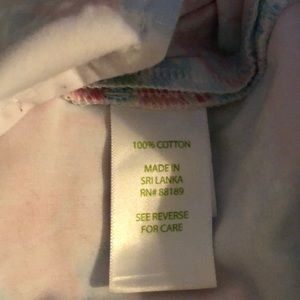 100% COTTON
MADE IN
SRI LANKA
RN# 88189
SEE REVERSE
FOR CARE